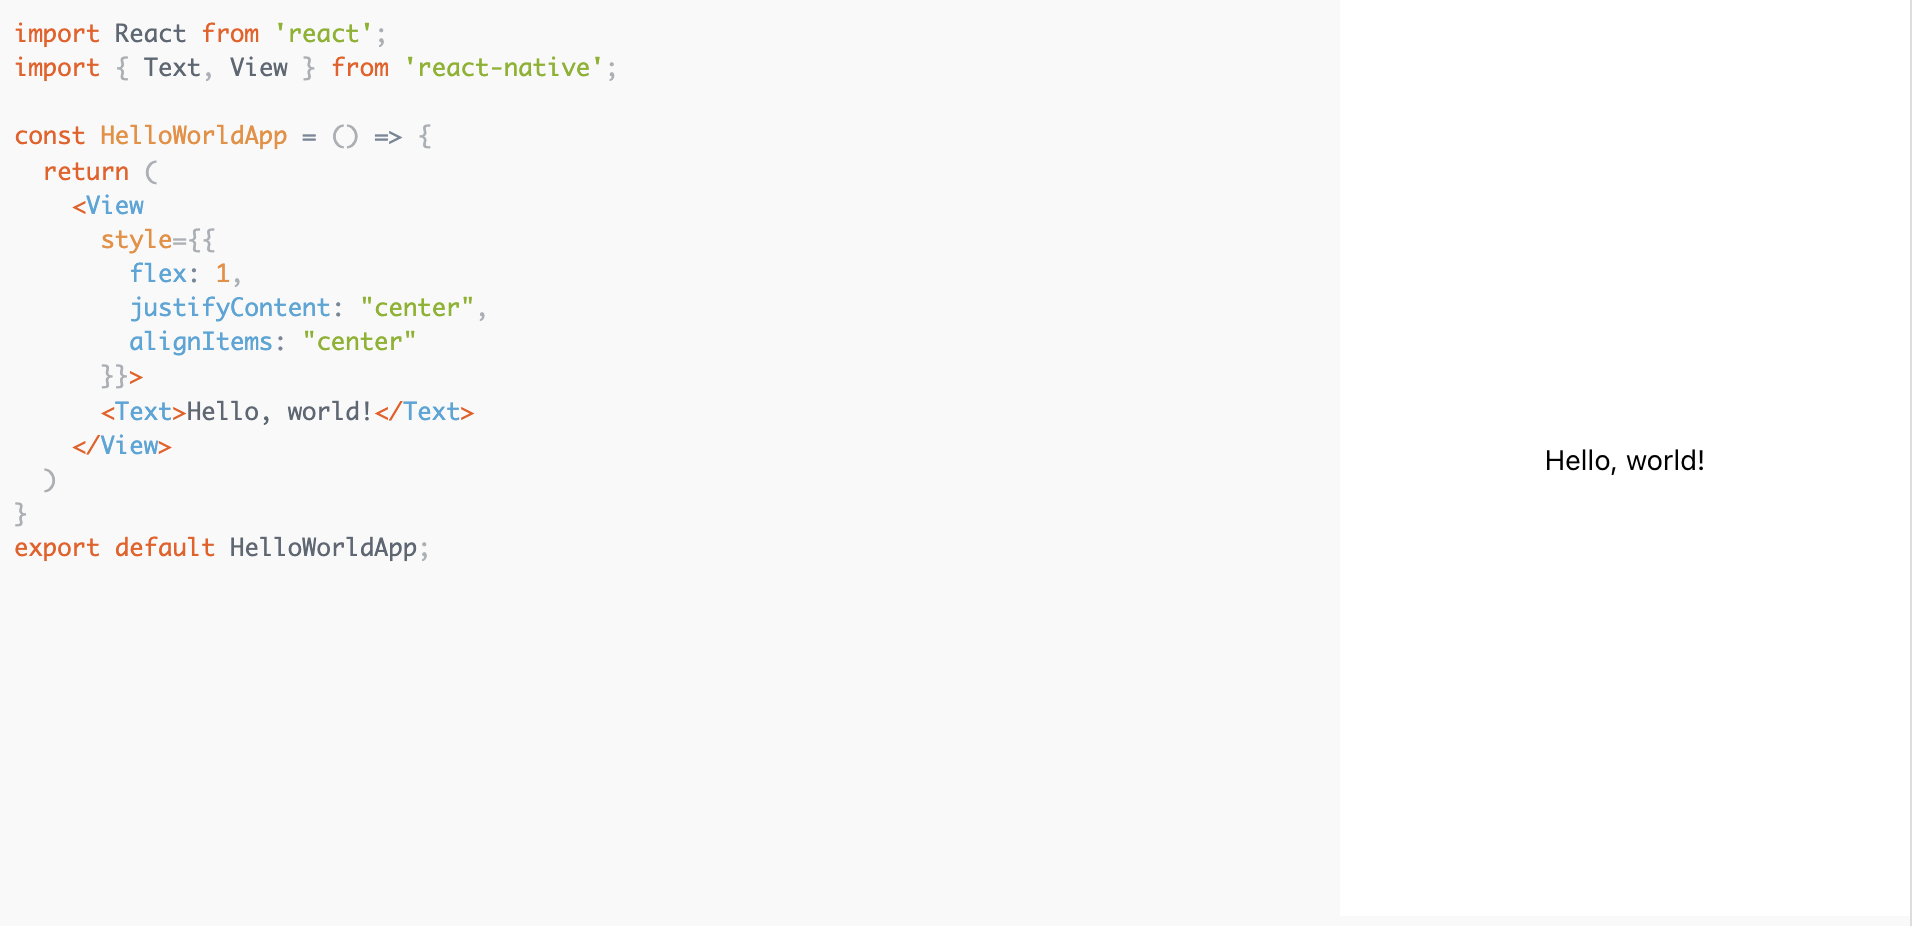 import React from 'react';
import { Text, View } from 'react-native';

const HelloWorldApp = () => {
  return (
    <View
      style={{
        flex: 1,
        justifyContent: "center",
        alignItems: "center"
      }}>
      <Text>Hello, world!</Text>
    </View>
  )
}
export default HelloWorldApp;
Hello, world!